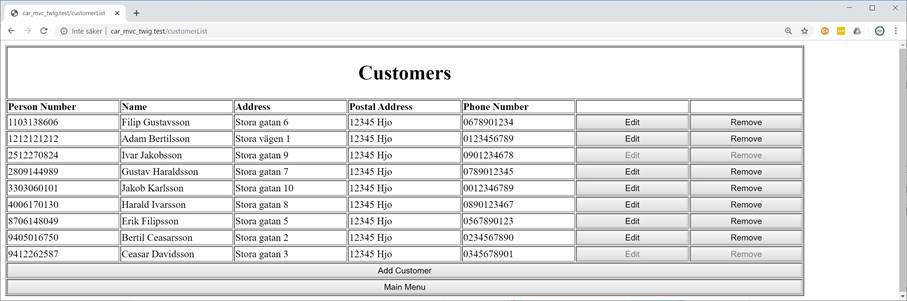 car_mvc_twig.test/customerList
Inte säker | car_mvc_twig.test/customerList
Customers
Person Number Name Address Postal Address Phone Number
1103138606 Filip Gustavsson Stora gatan 6 12345 Hjo 0678901234 Edit Remove
1212121212 Adam Bertilsson Stora vägen 1 12345 Hjo 0123456789 Edit Remove
2512270824 Ivar Jakobsson Stora gatan 9 12345 Hjo 0901234678 Edit Remove
2809144989 Gustav Haraldsson Stora gatan 7 12345 Hjo 0789012345 Edit Remove
3303060101 Jakob Karlsson Stora gatan 10 12345 Hjo 0012346789 Edit Remove
4006170130 Harald Ivarsson Stora gatan 8 12345 Hjo 0890123467 Edit Remove
8706148049 Erik Filipsson Stora gatan 5 12345 Hjo 0567890123 Edit Remove
9405016750 Bertil Ceasarsson Stora gatan 2 12345 Hjo 0234567890 Edit Remove
9412262587 Ceasar Davidsson Stora gatan 3 12345 Hjo 0345678901 Edit Remove
Add Customer
Main Menu